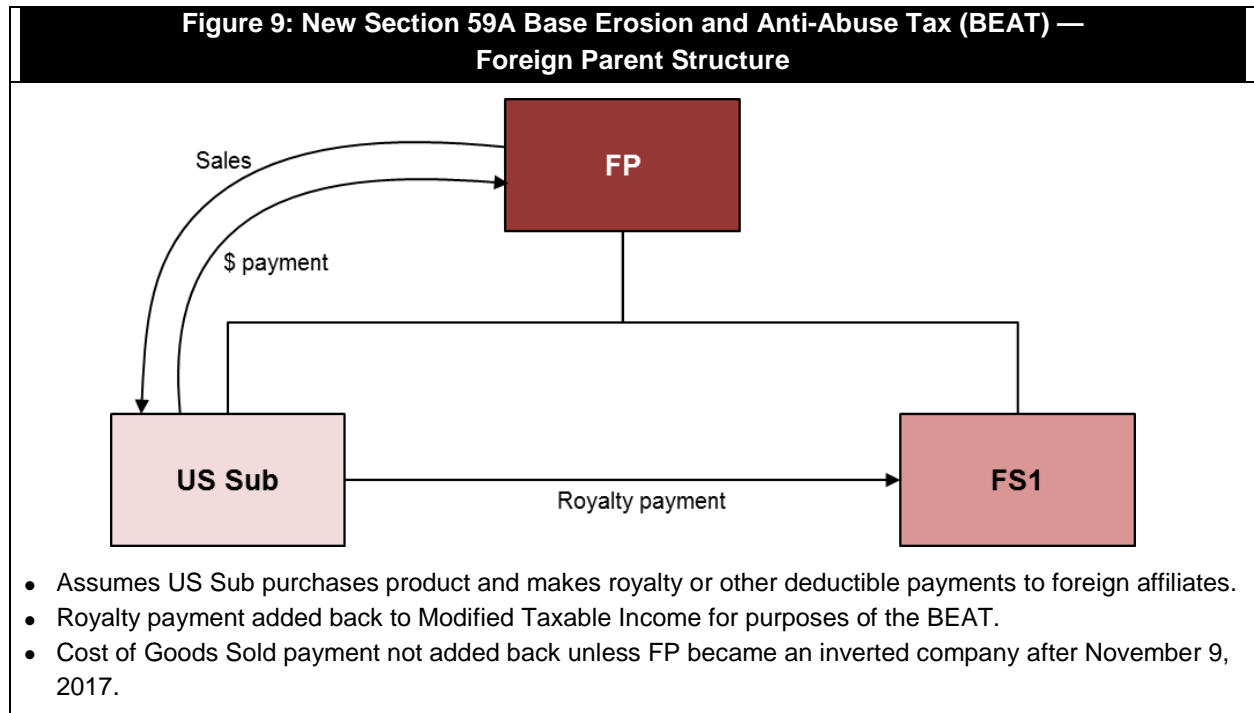 Figure 9: New Section 59A Base Erosion and Anti-Abuse Tax (BEAT) —
Foreign Parent Structure
FP
Sales
$ payment
US Sub
Royalty payment
FS1
• Assumes US Sub purchases product and makes royalty or other deductible payments to foreign affiliates.
• Royalty payment added back to Modified Taxable Income for purposes of the BEAT.
• Cost of Goods Sold payment not added back unless FP became an inverted company after November 9,
2017.